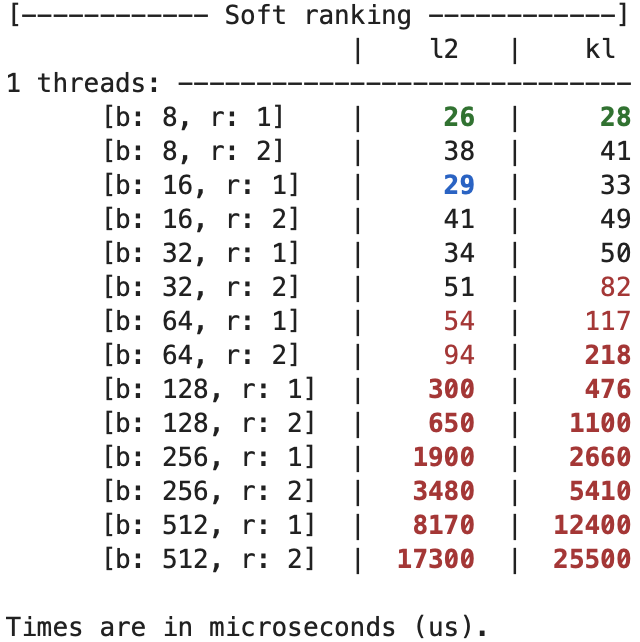 [------------ Soft ranking ------------]
                      |    l2   |    kl
1 threads: -----------------------------
      [b: 8, r: 1]    |     26  |     28
      [b: 8, r: 2]    |     38  |     41
      [b: 16, r: 1]   |     29  |     33
      [b: 16, r: 2]   |     41  |     49
      [b: 32, r: 1]   |     34  |     50
      [b: 32, r: 2]   |     51  |     82
      [b: 64, r: 1]   |     54  |    117
      [b: 64, r: 2]   |     94  |    218
      [b: 128, r: 1]  |    300  |    476
      [b: 128, r: 2]  |    650  |   1100
      [b: 256, r: 1]  |   1900  |   2660
      [b: 256, r: 2]  |   3480  |   5410
      [b: 512, r: 1]  |   8170  |  12400
      [b: 512, r: 2]  |  17300  |  25500
Times are in microseconds (us).